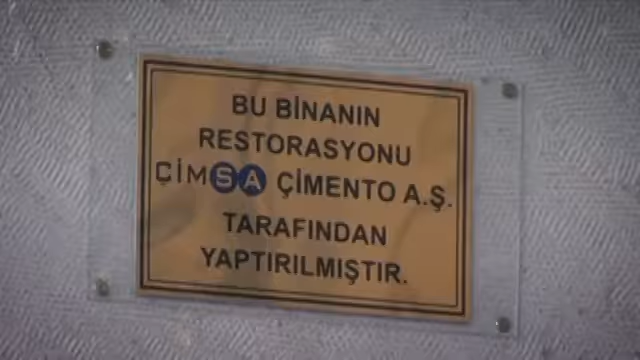 BU BİNANIN
RESTORASYONU
ÇİMSA ÇİMENTO A.Ş.
TARAFINDAN
YAPTIRILMIŞTIR.